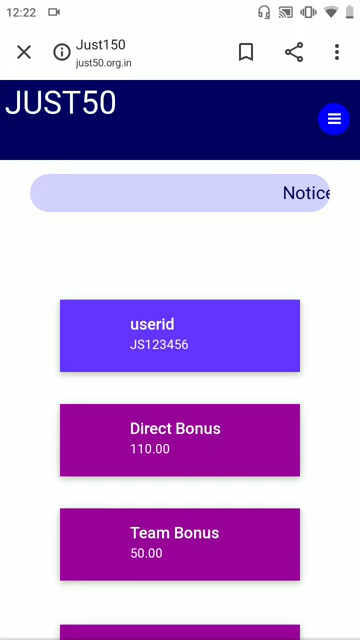 12:22
Just150
just50.org.in
JUST50
Notice
userid
JS123456
Direct Bonus
110.00
Team Bonus
50.00